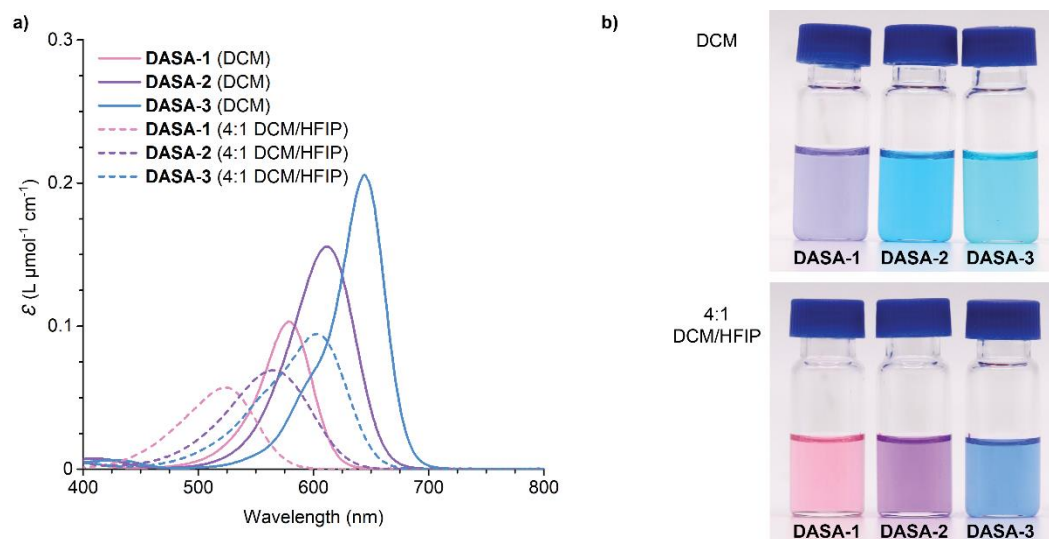 a)
0.3
0.2
0.1
0
ε (L μmol⁻¹ cm⁻¹)
DASA-1 (DCM)
DASA-2 (DCM)
DASA-3 (DCM)
DASA-1 (4:1 DCM/HFIP)
DASA-2 (4:1 DCM/HFIP)
DASA-3 (4:1 DCM/HFIP)
400 500 600 700 800
Wavelength (nm)
b)
DCM
DASA-1 DASA-2 DASA-3
4:1
DCM/HFIP
DASA-1 DASA-2 DASA-3